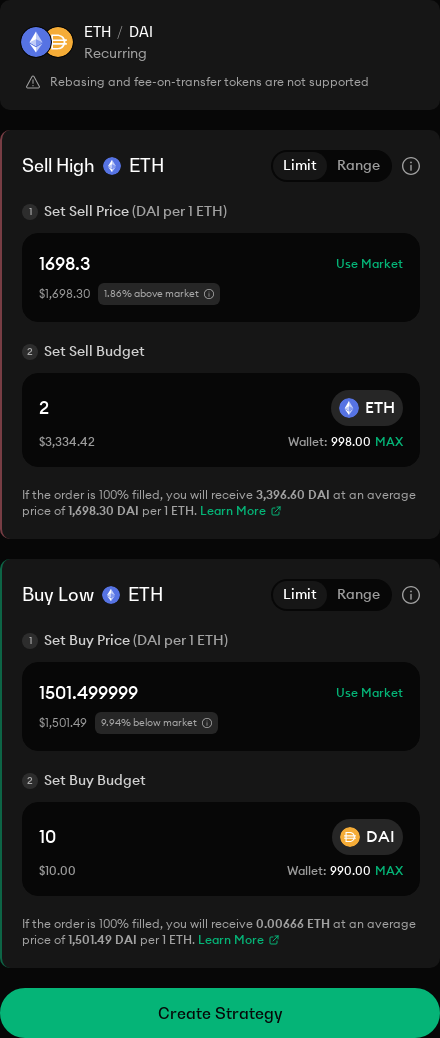 ETH / DAI
Recurring
Rebasing and fee-on-transfer tokens are not supported
Sell High ETH Limit Range
1 Set Sell Price (DAI per 1 ETH)
1698.3 Use Market
$1,698.30 1.86% above market
2 Set Sell Budget
2 ETH
$3,334.42 Wallet: 998.00 MAX
If the order is 100% filled, you will receive 3,396.60 DAI at an average
price of 1,698.30 DAI per 1 ETH. Learn More
Buy Low ETH Limit Range
1 Set Buy Price (DAI per 1 ETH)
1501.499999 Use Market
$1,501.49 9.94% below market
2 Set Buy Budget
10 DAI
$10.00 Wallet: 990.00 MAX
If the order is 100% filled, you will receive 0.00666 ETH at an average
price of 1,501.49 DAI per 1 ETH. Learn More
Create Strategy